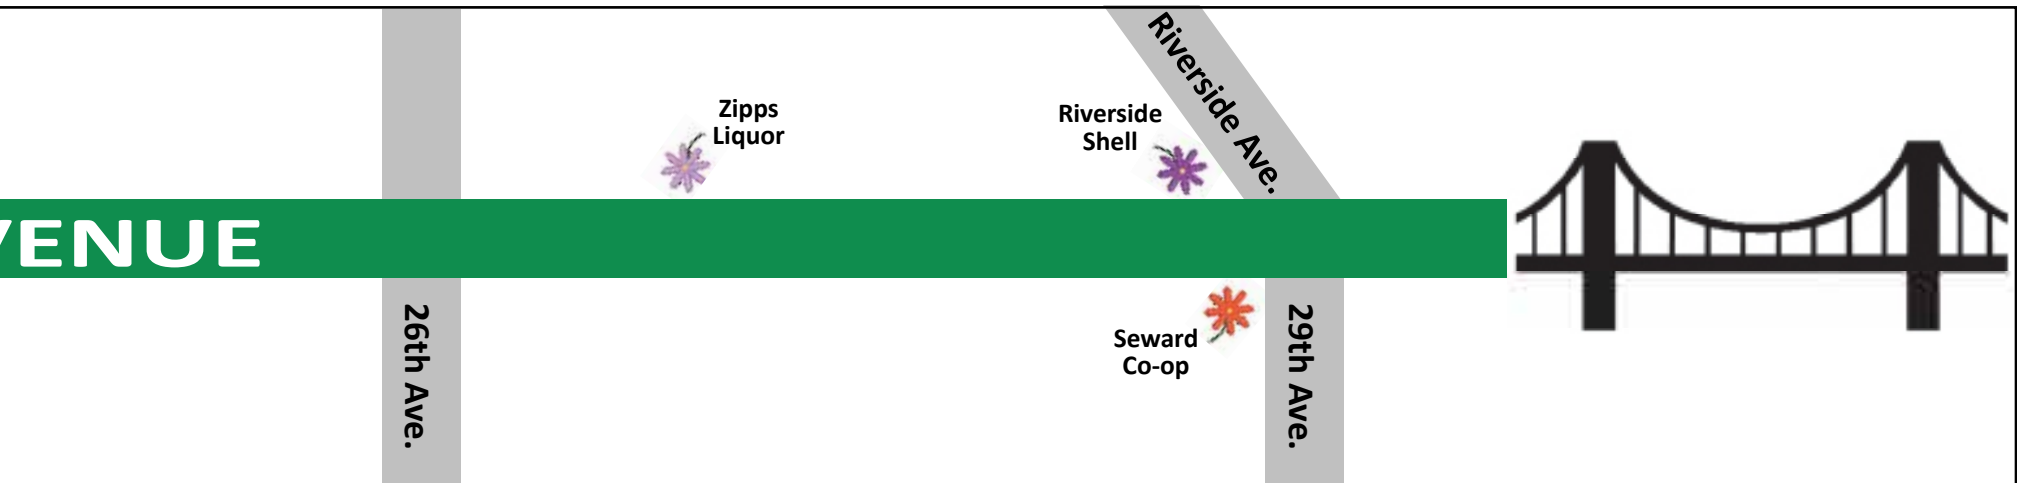 Riverside Ave.
Zipps
Liquor
Riverside
Shell
VENUE
26th Ave.
Seward
Co-op
29th Ave.